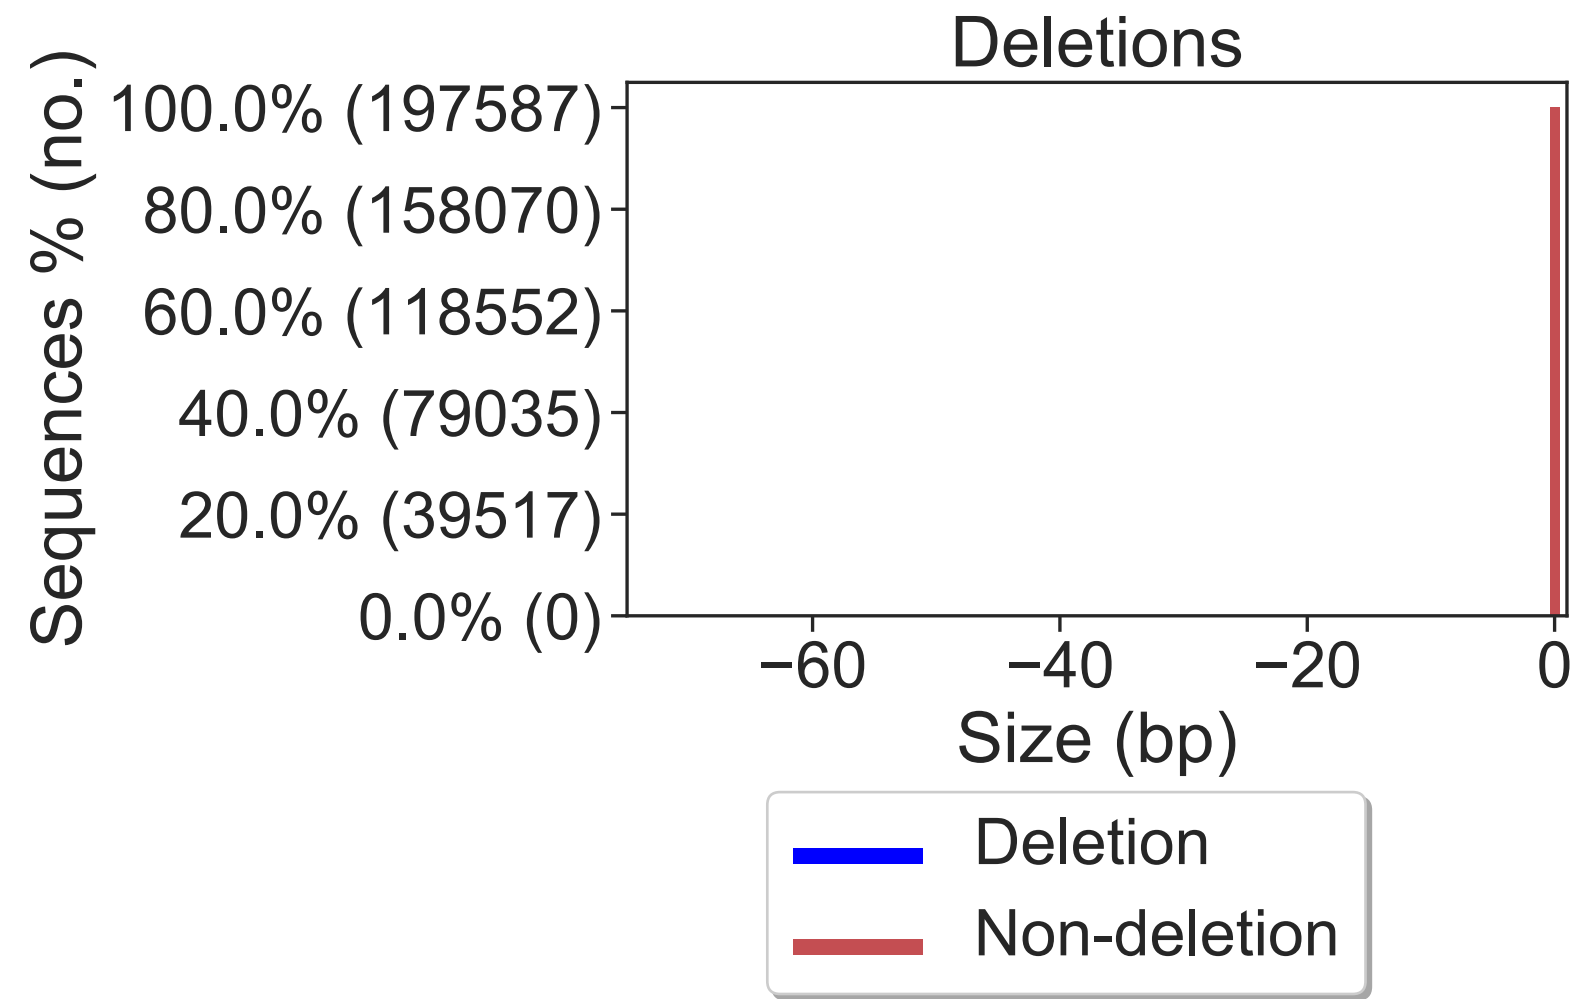 Deletions
Sequences % (no.)
100.0% (197587)
80.0% (158070)
60.0% (118552)
40.0% (79035)
20.0% (39517)
0.0% (0)
−60 −40 −20 0
Size (bp)
Deletion
Non-deletion